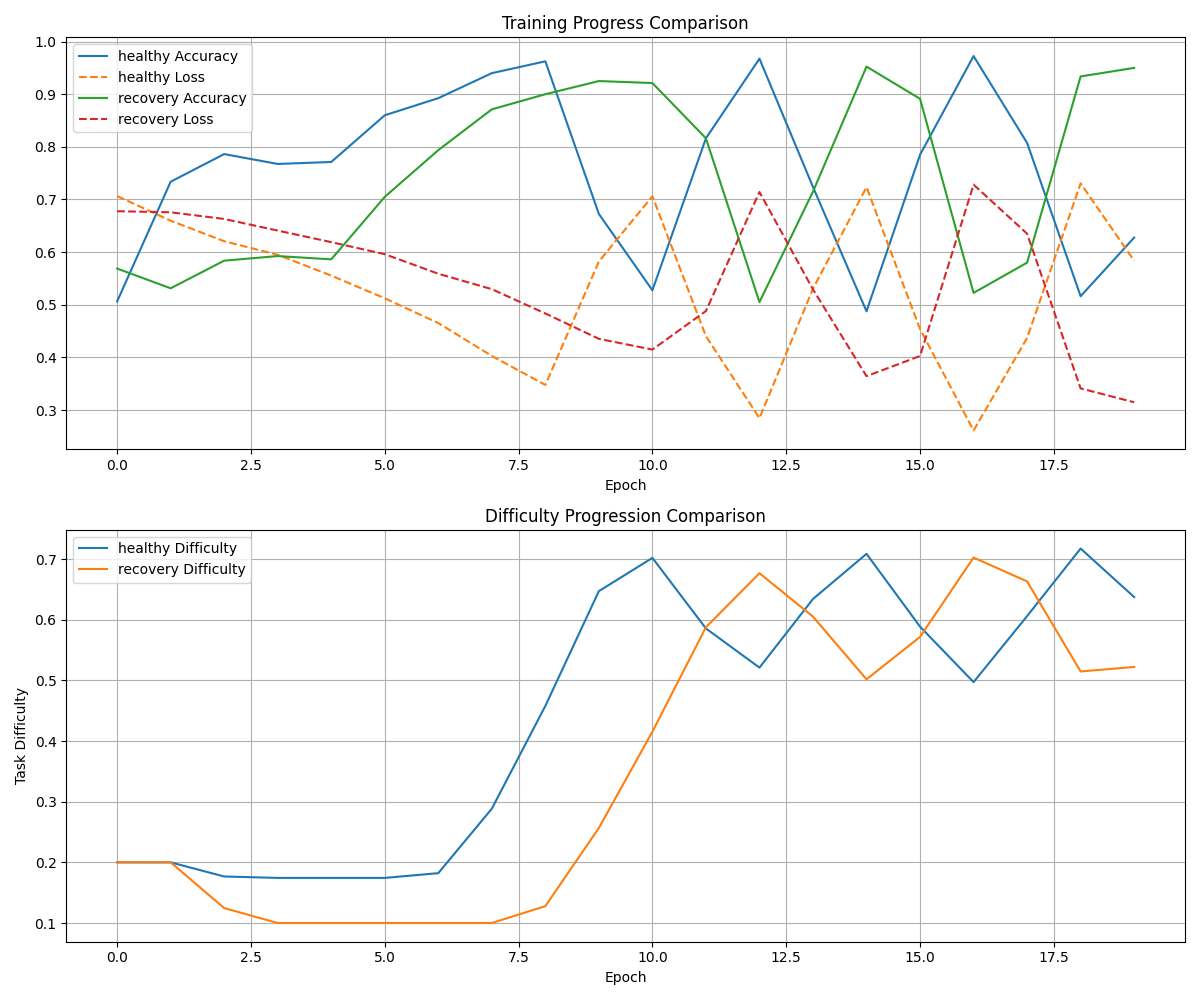 Training Progress Comparison
healthy Accuracy
healthy Loss
recovery Accuracy
recovery Loss
1.0
0.9
0.8
0.7
0.6
0.5
0.4
0.3
0.0 2.5 5.0 7.5 10.0 12.5 15.0 17.5
Epoch
Difficulty Progression Comparison
healthy Difficulty
recovery Difficulty
Task Difficulty
0.7
0.6
0.5
0.4
0.3
0.2
0.1
0.0 2.5 5.0 7.5 10.0 12.5 15.0 17.5
Epoch